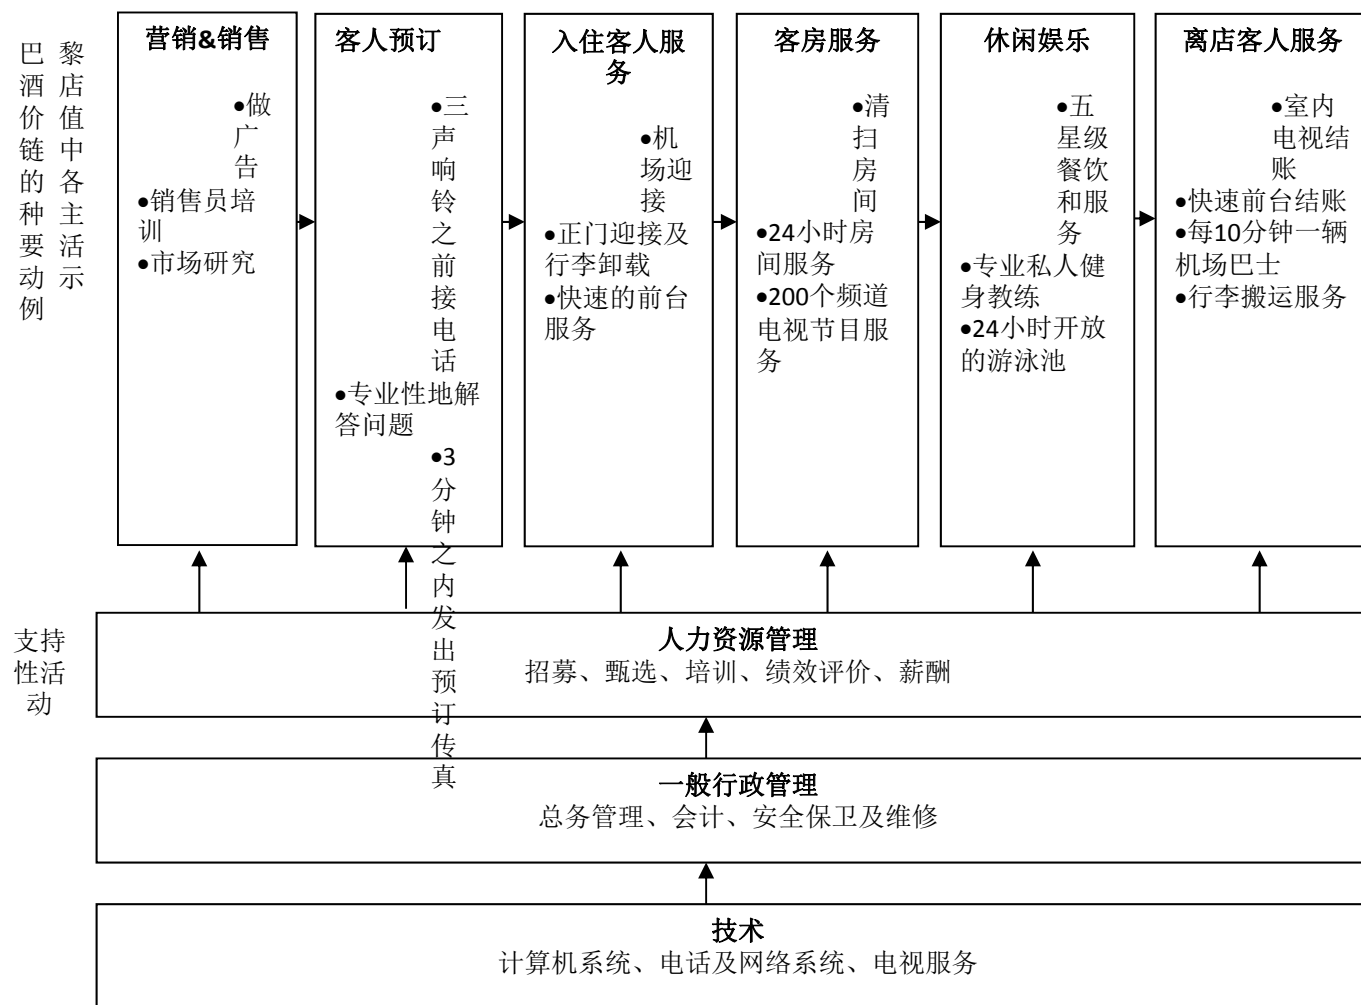 巴 黎
酒 店
价 值
链 中
的 各
种 主
要 活
动 示
例
营销&销售
●做
广
告
●销售员培
训
●市场研究
客人预订
●三
声
响
铃
之
前
接
电
话
●专业性地解
答问题
●3
分
钟
之
内
发
出
预
订
传
真
入住客人服
务
●机
场迎
接
●正门迎接及
行李卸载
●快速的前台
服务
客房服务
●清
扫
房
间
●24小时房
间服务
●200个频道
电视节目服
务
休闲娱乐
●五
星级
餐饮
和服
务
●专业私人健
身教练
●24小时开放
的游泳池
离店客人服务
●室内
电视结
账
●快速前台结账
●每10分钟一辆
机场巴士
●行李搬运服务
支持
性活
动
人力资源管理
招募、甄选、培训、绩效评价、薪酬
一般行政管理
总务管理、会计、安全保卫及维修
技术
计算机系统、电话及网络系统、电视服务